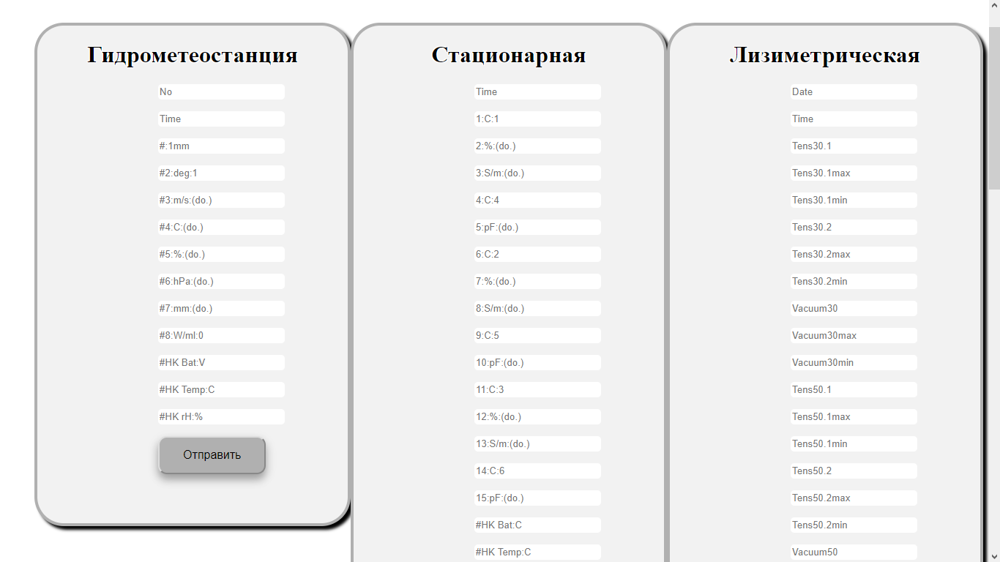 Гидрометеостанция
No
Time
#:1mm
#2:deg:1
#3:m/s:(do.)
#4:C:(do.)
#5:%:(do.)
#6:hPa:(do.)
#7:mm:(do.)
#8:W/ml:0
#HK Bat:V
#HK Temp:C
#HK rH:%
Отправить
Стационарная
Time
1:C:1
2:%:(do.)
3:S/m:(do.)
4:C:4
5:pF:(do.)
6:C:2
7:%:(do.)
8:S/m:(do.)
9:C:5
10:pF:(do.)
11:C:3
12:%:(do.)
13:S/m:(do.)
14:C:6
15:pF:(do.)
#HK Bat:C
#HK Temp:C
Лизиметрическая
Date
Time
Tens30.1
Tens30.1max
Tens30.1min
Tens30.2
Tens30.2max
Tens30.2min
Vacuum30
Vacuum30max
Vacuum30min
Tens50.1
Tens50.1max
Tens50.1min
Tens50.2
Tens50.2max
Tens50.2min
Vacuum50